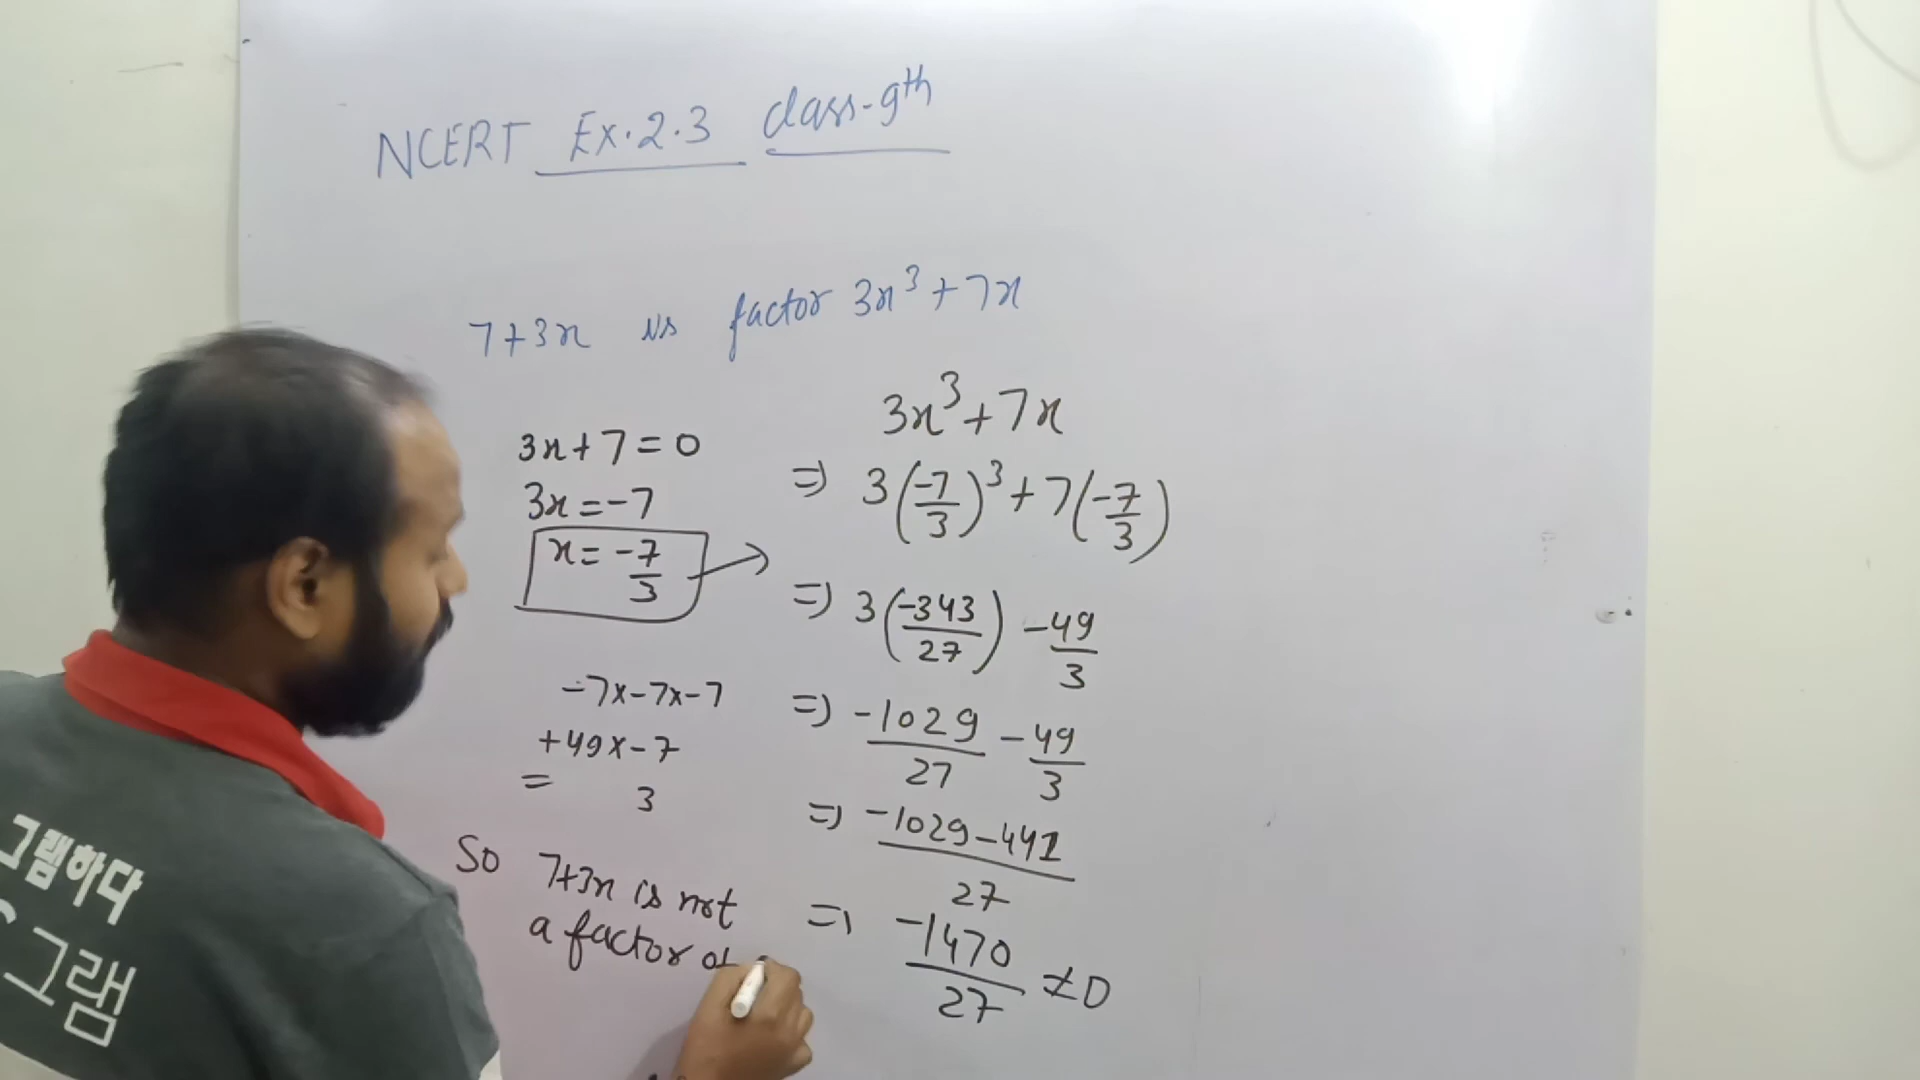 NCERT Ex. 2.3 class-9th
7+3x is factor 3x³+7x
3x+7=0
3x=-7
x=-7/3
-7x-7x-7
+49x-7
= 3
So 7+3x is not
a factor of
3x³+7x
=> 3(-7/3)³+7(-7/3)
=> 3(-343/27) -49/3
=> -1029/27 -49/3
=> -1029-441/27
=> -1470/27 ≠0
그램하다
그램